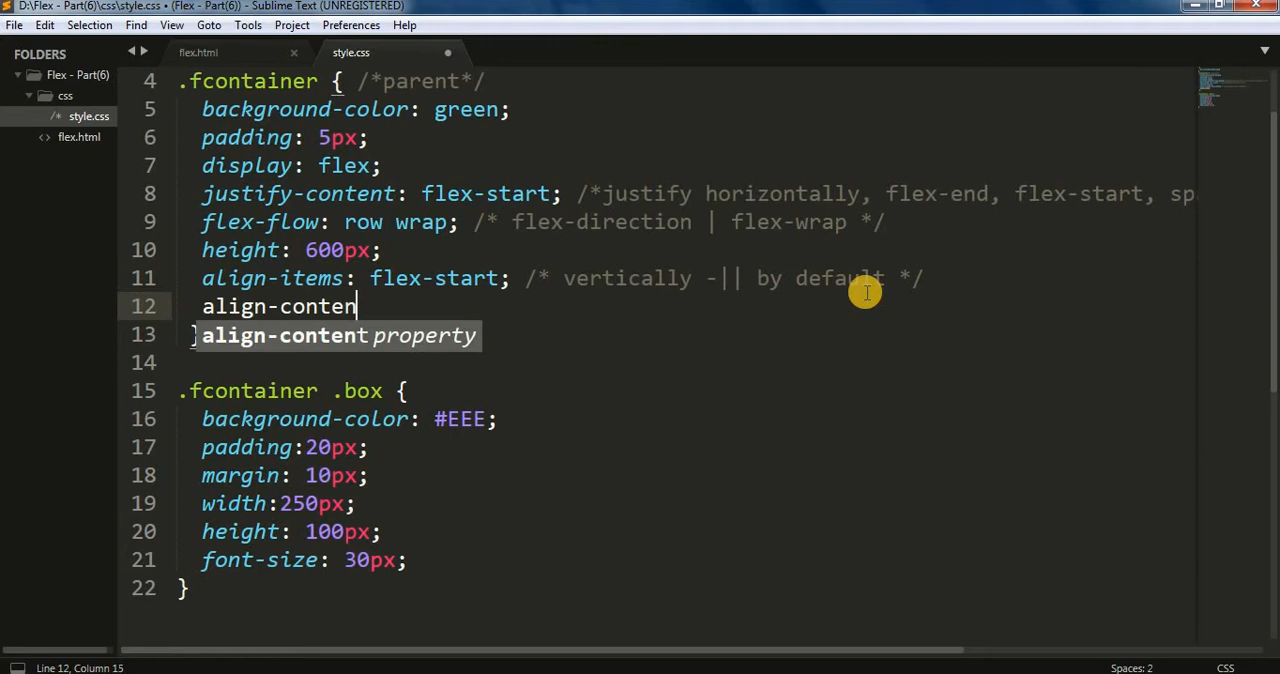 D:\Flex - Part(6)\css\style.css • (Flex - Part(6)) - Sublime Text (UNREGISTERED)
File Edit Selection Find View Goto Tools Project Preferences Help
FOLDERS
Flex - Part(6)
css
/* style.css
<> flex.html
flex.html style.css
4 .fcontainer { /*parent*/
5 background-color: green;
6 padding: 5px;
7 display: flex;
8 justify-content: flex-start; /*justify horizontally, flex-end, flex-start, sp
9 flex-flow: row wrap; /* flex-direction | flex-wrap */
10 height: 600px;
11 align-items: flex-start; /* vertically -|| by default */
12 align-conten
13 }
align-content property
14
15 .fcontainer .box {
16 background-color: #EEE;
17 padding:20px;
18 margin: 10px;
19 width:250px;
20 height: 100px;
21 font-size: 30px;
22 }
Line 12, Column 15
Spaces: 2
CSS